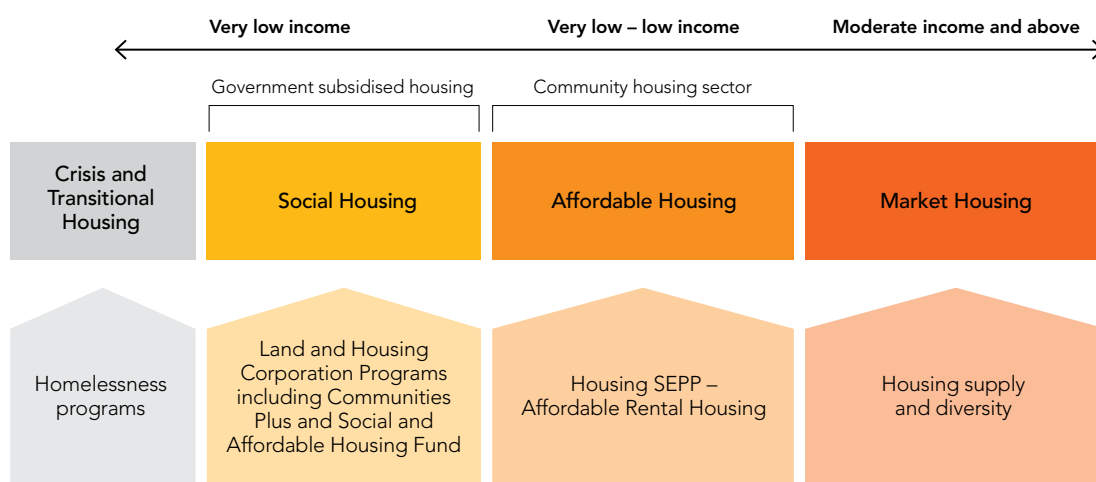 Very low income
Very low – low income
Moderate income and above
Government subsidised housing
Community housing sector
Crisis and
Transitional
Housing
Social Housing
Affordable Housing
Market Housing
Homelessness
programs
Land and Housing
Corporation Programs
including Communities
Plus and Social and
Affordable Housing Fund
Housing SEPP –
Affordable Rental Housing
Housing supply
and diversity